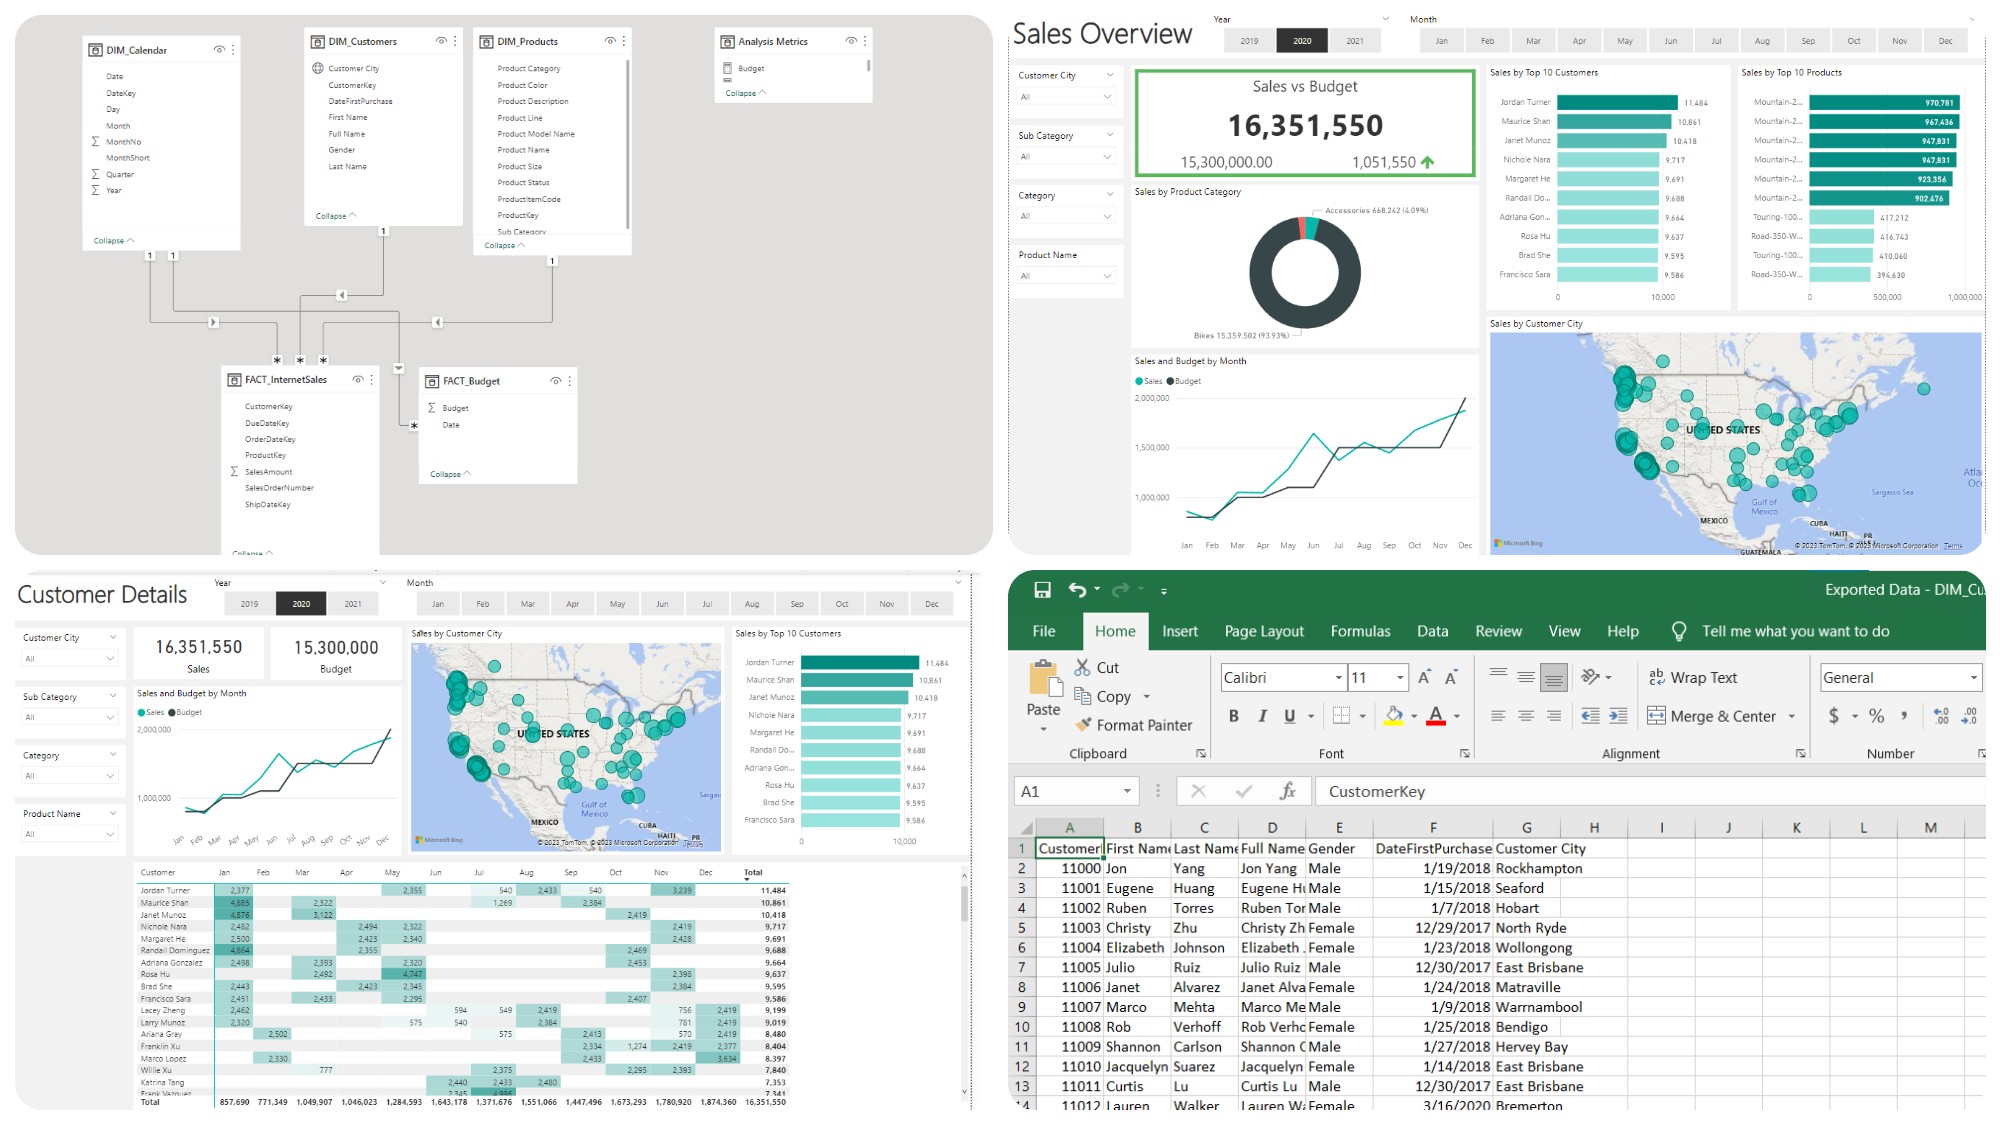 DIM_Calendar
Date
DateKey
Day
Month
MonthNo
MonthShort
Quarter
Year
Collapse
DIM_Customers
Customer City
CustomerKey
DateFirstPurchase
First Name
Full Name
Gender
Last Name
Collapse
DIM_Products
Product Category
Product Color
Product Description
Product Line
Product Model Name
Product Name
Product Size
Product Status
ProductItemCode
ProductKey
Sub Category
Collapse
Analysis Metrics
Budget
Collapse
1 1 1 1
* * *
*
FACT_InternetSales
CustomerKey
DueDateKey
OrderDateKey
ProductKey
SalesAmount
SalesOrderNumber
ShipDateKey
Collapse
FACT_Budget
Budget
Date
Collapse
Sales Overview
Year
2019 2020 2021
Month
Jan Feb Mar Apr May Jun Jul Aug Sep Oct Nov Dec
Customer City
All
Sub Category
All
Category
All
Product Name
All
Sales vs Budget
16,351,550
15,300,000.00 1,051,550
Sales by Product Category
Accessories 668,242 (4.09%)
Bikes 15,359,502 (93.93%)
Sales and Budget by Month
Sales Budget
2,000,000
1,500,000
1,000,000
Jan Feb Mar Apr May Jun Jul Aug Sep Oct Nov Dec
Sales by Top 10 Customers
Jordan Turner 11,484
Maurice Shan 10,861
Janet Munoz 10,418
Nichole Nara 9,717
Margaret He 9,691
Randall Do... 9,688
Adriana Gon... 9,664
Rosa Hu 9,637
Brad She 9,595
Francisco Sara 9,586
0 10,000
Sales by Top 10 Products
Mountain-2... 970,781
Mountain-2... 967,436
Mountain-2... 947,831
Mountain-2... 947,831
Mountain-2... 923,356
Mountain-2... 902,476
Touring-100... 417,212
Road-350-W... 416,743
Touring-100... 410,060
Road-350-W... 394,630
0 500,000 1,000,000
Sales by Customer City
UNITED STATES
Gulf of
Mexico
MEXICO
CUBA
HAITI
PR
GUATEMALA
Sargasso Sea
Microsoft Bing
© 2023 TomTom, © 2023 Microsoft Corporation Terms
Customer Details
Year
2019 2020 2021
Month
Jan Feb Mar Apr May Jun Jul Aug Sep Oct Nov Dec
Customer City
All
Sub Category
All
Category
All
Product Name
All
16,351,550
Sales
15,300,000
Budget
Sales and Budget by Month
Sales Budget
2,000,000
1,000,000
Jan Feb Mar Apr May Jun Jul Aug Sep Oct Nov Dec
Sales by Customer City
UNITED STATES
Gulf of
Mexico
MEXICO
CUBA
HAITI
PR
Microsoft Bing
© 2023 TomTom, © 2023 Microsoft Corporation Terms
Sales by Top 10 Customers
Jordan Turner 11,484
Maurice Shan 10,861
Janet Munoz 10,418
Nichole Nara 9,717
Margaret He 9,691
Randall Do... 9,688
Adriana Gon... 9,664
Rosa Hu 9,637
Brad She 9,595
Francisco Sara 9,586
0 10,000
Customer Jan Feb Mar Apr May Jun Jul Aug Sep Oct Nov Dec Total
Jordan Turner 2,377 2,355 540 2,433 540 3,239 11,484
Maurice Shan 4,885 2,322 1,269 2,384 10,861
Janet Munoz 4,876 3,122 2,419 10,418
Nichole Nara 2,482 2,494 2,322 2,419 9,717
Margaret He 2,500 2,423 2,340 2,428 9,691
Randall Dominguez 4,864 2,355 2,469 9,688
Adriana Gonzalez 2,498 2,393 2,320 2,453 9,664
Rosa Hu 2,492 4,747 2,398 9,637
Brad She 2,443 2,423 2,345 2,384 9,595
Francisco Sara 2,451 2,433 2,295 2,407 9,586
Lacey Zheng 2,462 594 549 2,419 756 2,419 9,199
Larry Munoz 2,320 575 540 2,384 781 2,419 9,019
Ariana Gray 2,502 575 2,413 570 2,419 8,480
Franklin Xu 2,334 1,274 2,419 2,377 8,404
Marco Lopez 2,330 2,433 3,634 8,397
Willie Xu 777 2,375 2,295 2,393 7,840
Katrina Tang 2,440 2,433 2,480 7,353
Frank Vazquez 2,345 4,996 7,341
Total 857,690 771,349 1,049,907 1,046,023 1,284,593 1,643,178 1,371,676 1,551,066 1,447,496 1,673,293 1,780,920 1,874,360 16,351,550
Exported Data - DIM_Cu
File Home Insert Page Layout Formulas Data Review View Help Tell me what you want to do
Paste
Cut
Copy
Format Painter
Clipboard
Calibri 11
B I U
Font
Wrap Text
Merge & Center
Alignment
General
$ % ,
Number
A1 fx CustomerKey
A B C D E F G H I J K L M
1 Customer First Name Last Name Full Name Gender DateFirstPurchase Customer City
2 11000 Jon Yang Jon Yang Male 1/19/2018 Rockhampton
3 11001 Eugene Huang Eugene Hu Male 1/15/2018 Seaford
4 11002 Ruben Torres Ruben Tor Male 1/7/2018 Hobart
5 11003 Christy Zhu Christy Zh Female 12/29/2017 North Ryde
6 11004 Elizabeth Johnson Elizabeth Female 1/23/2018 Wollongong
7 11005 Julio Ruiz Julio Ruiz Male 12/30/2017 East Brisbane
8 11006 Janet Alvarez Janet Alva Female 1/24/2018 Matraville
9 11007 Marco Mehta Marco Me Male 1/9/2018 Warrnambool
10 11008 Rob Verhoff Rob Verho Female 1/25/2018 Bendigo
11 11009 Shannon Carlson Shannon C Male 1/27/2018 Hervey Bay
12 11010 Jacquelyn Suarez Jacquelyn Female 1/14/2018 East Brisbane
13 11011 Curtis Lu Curtis Lu Male 12/30/2017 East Brisbane
14 11012 Lauren Walker Lauren Wa Female 3/16/2020 Bremerton